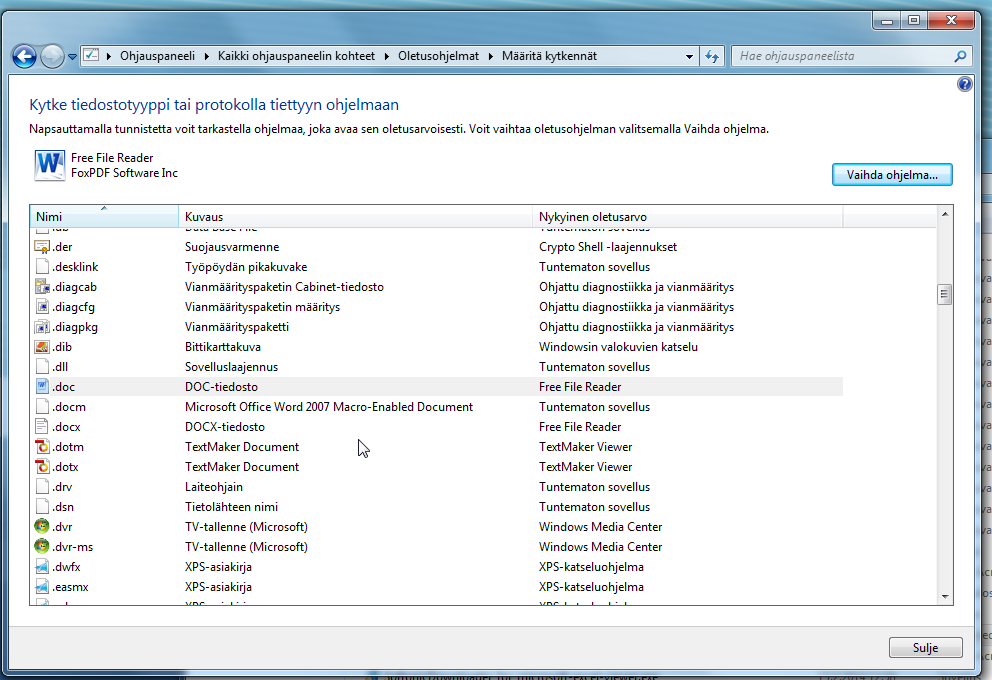 Ohjauspaneeli Kaikki ohjauspaneelin kohteet Oletusohjelmat Määritä kytkennät Hae ohjauspaneelista
Kytke tiedostotyyppi tai protokolla tiettyyn ohjelmaan
Napsauttamalla tunnistetta voit tarkastella ohjelmaa, joka avaa sen oletusarvoisesti. Voit vaihtaa oletusohjelman valitsemalla Vaihda ohjelma.
Free File Reader
FoxPDF Software Inc
Vaihda ohjelma...
Nimi Kuvaus Nykyinen oletusarvo
.der Suojausvarmenne Crypto Shell -laajennukset
.desklink Työpöydän pikakuvake Tuntematon sovellus
.diagcab Vianmäärityspaketin Cabinet-tiedosto Ohjattu diagnostiikka ja vianmääritys
.diagcfg Vianmäärityspaketin määritys Ohjattu diagnostiikka ja vianmääritys
.diagpkg Vianmäärityspaketti Ohjattu diagnostiikka ja vianmääritys
.dib Bittikarttakuva Windowsin valokuvien katselu
.dll Sovelluslaajennus Tuntematon sovellus
.doc DOC-tiedosto Free File Reader
.docm Microsoft Office Word 2007 Macro-Enabled Document Tuntematon sovellus
.docx DOCX-tiedosto Free File Reader
.dotm TextMaker Document TextMaker Viewer
.dotx TextMaker Document TextMaker Viewer
.drv Laiteohjain Tuntematon sovellus
.dsn Tietolähteen nimi Tuntematon sovellus
.dvr TV-tallenne (Microsoft) Windows Media Center
.dvr-ms TV-tallenne (Microsoft) Windows Media Center
.dwfx XPS-asiakirja XPS-katseluohjelma
.easmx XPS-asiakirja XPS-katseluohjelma
Sulje